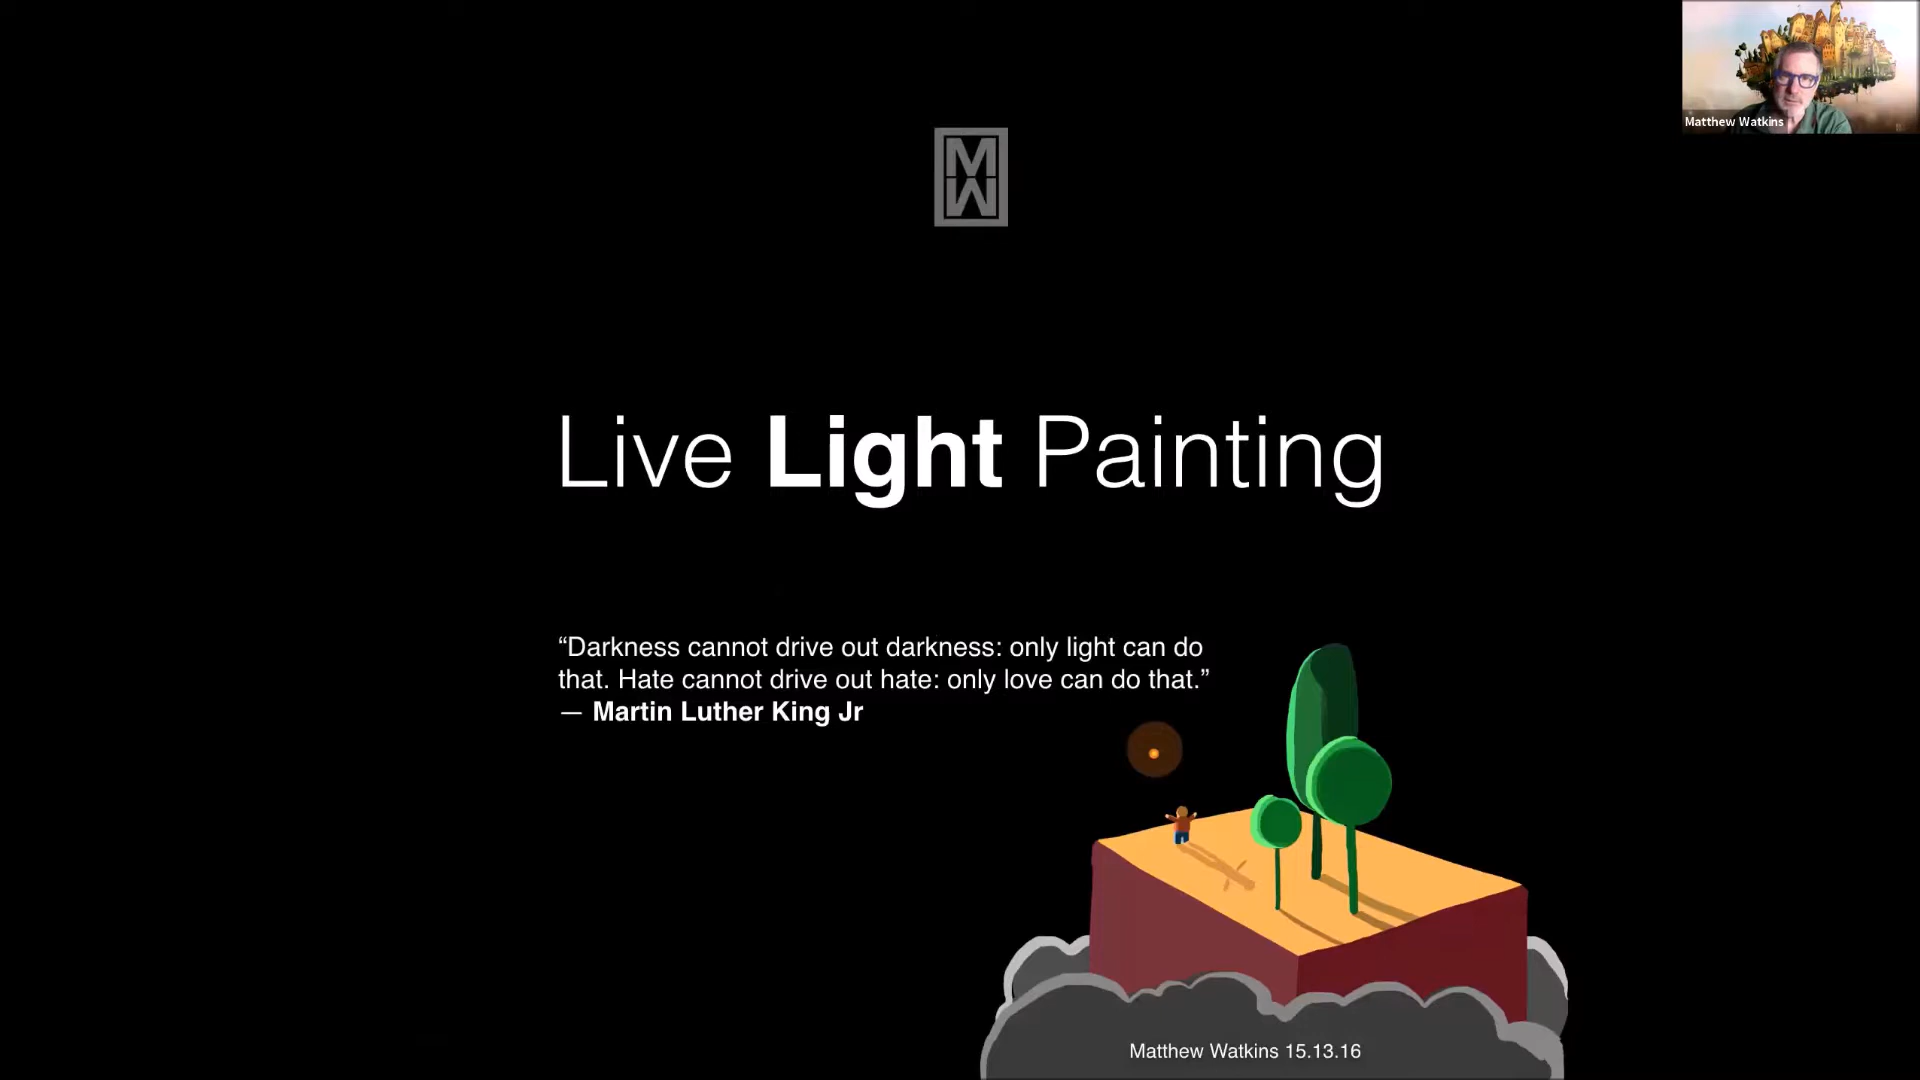 Matthew Watkins
M
W
Live Light Painting
“Darkness cannot drive out darkness: only light can do
that. Hate cannot drive out hate: only love can do that.”
— Martin Luther King Jr
Matthew Watkins 15.13.16